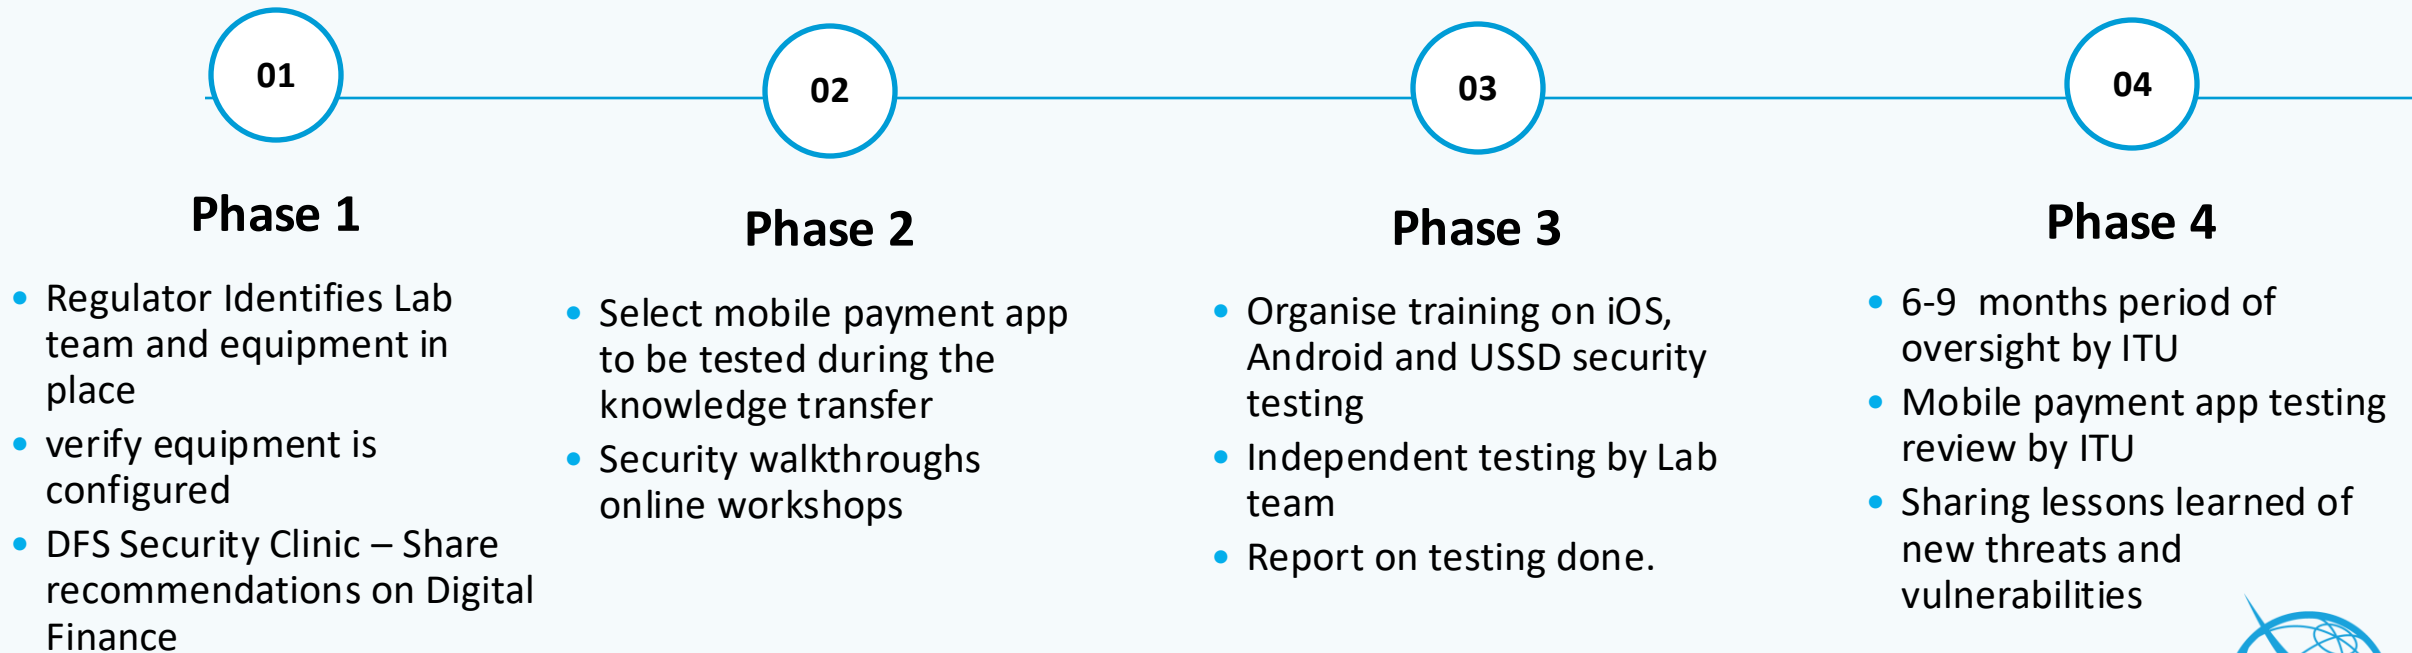 01
Phase 1
• Regulator Identifies Lab
team and equipment in
place
• verify equipment is
configured
• DFS Security Clinic – Share
recommendations on Digital
Finance
02
Phase 2
• Select mobile payment app
to be tested during the
knowledge transfer
• Security walkthroughs
online workshops
03
Phase 3
• Organise training on iOS,
Android and USSD security
testing
• Independent testing by Lab
team
• Report on testing done.
04
Phase 4
• 6-9 months period of
oversight by ITU
• Mobile payment app testing
review by ITU
• Sharing lessons learned of
new threats and
vulnerabilities